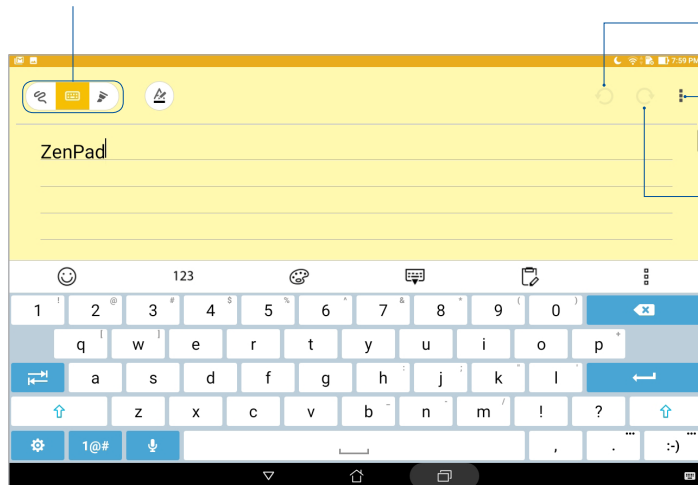 7:59 PM
ZenPad
123
1 ! 2 @ 3 # 4 $ 5 % 6 ^ 7 & 8 * 9 ( 0 )
q [ w ] e r t y u i o p +
a s d f g h : j ; k " l '
z x c v b _ n - m / ! ?
1@# , . ... :-) ...